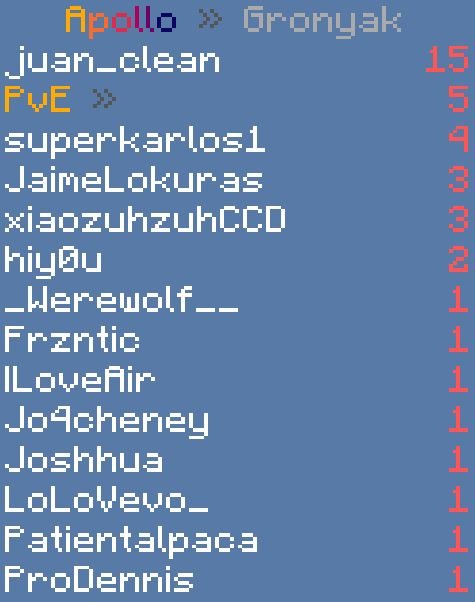 Apollo » Gronyak
juan_clean 15
PvE » 5
superkarlos1 4
JaimeLokuras 3
xiaozuhzuhCCD 3
hiy0u 2
_Werewolf__ 1
Frzntic 1
ILoveAir 1
Jo4cheney 1
Joshhua 1
LoLoVevo_ 1
Patientalpaca 1
ProDennis 1